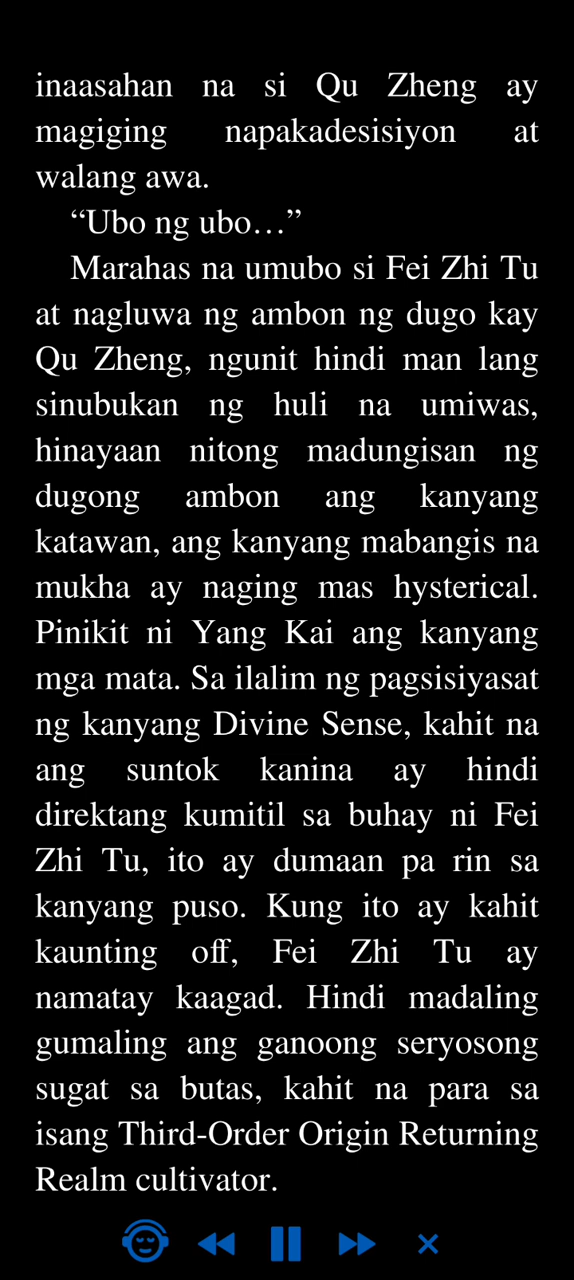 inaasahan na si Qu Zheng ay
magiging napakadesisiyon at
walang awa.
“Ubo ng ubo…”
Marahas na umubo si Fei Zhi Tu
at nagluwa ng ambon ng dugo kay
Qu Zheng, ngunit hindi man lang
sinubukan ng huli na umiwas,
hinayaan nitong madungisan ng
dugong ambon ang kanyang
katawan, ang kanyang mabangis na
mukha ay naging mas hysterical.
Pinikit ni Yang Kai ang kanyang
mga mata. Sa ilalim ng pagsisiyasat
ng kanyang Divine Sense, kahit na
ang suntok kanina ay hindi
direktang kumitil sa buhay ni Fei
Zhi Tu, ito ay dumaan pa rin sa
kanyang puso. Kung ito ay kahit
kaunting off, Fei Zhi Tu ay
namatay kaagad. Hindi madaling
gumaling ang ganoong seryosong
sugat sa butas, kahit na para sa
isang Third-Order Origin Returning
Realm cultivator.